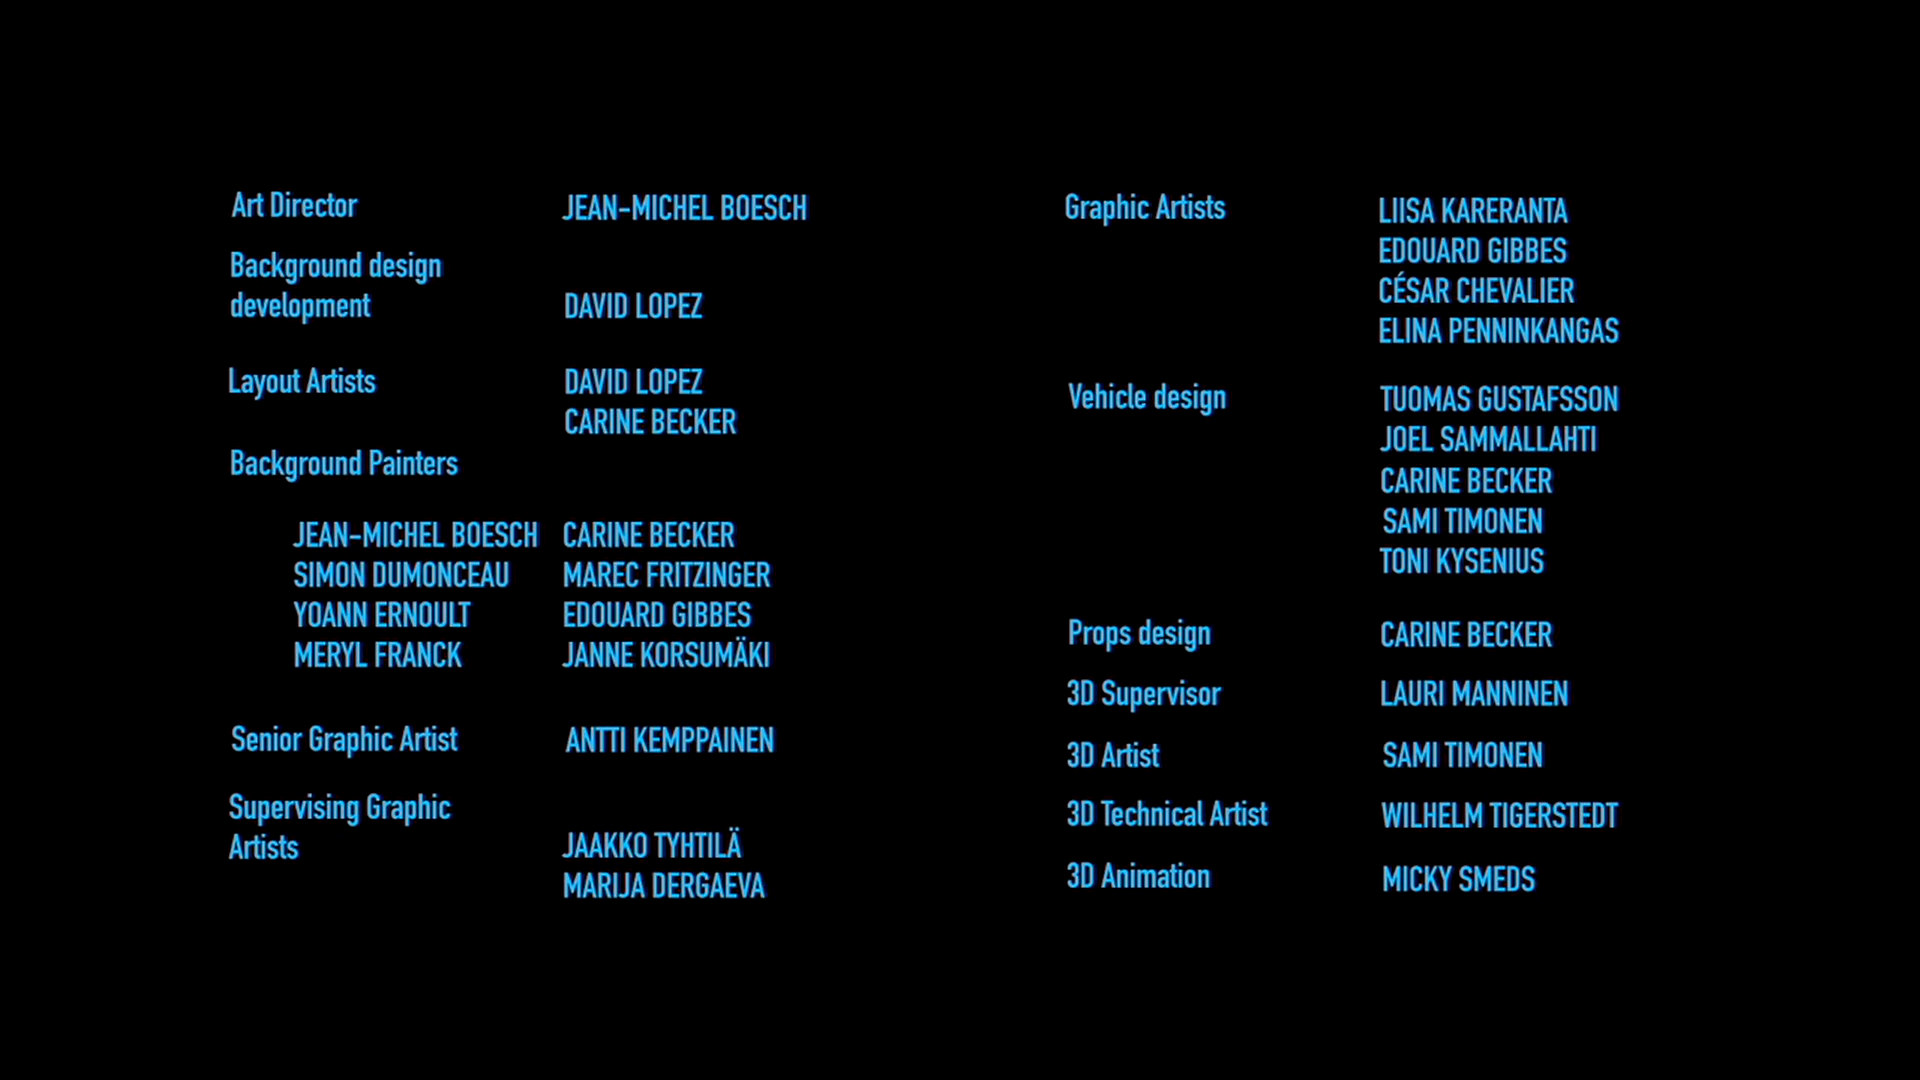 Art Director JEAN-MICHEL BOESCH
Background design
development DAVID LOPEZ
Layout Artists DAVID LOPEZ
CARINE BECKER
Background Painters
JEAN-MICHEL BOESCH CARINE BECKER
SIMON DUMONCEAU MAREC FRITZINGER
YOANN ERNOULT EDOUARD GIBBES
MERYL FRANCK JANNE KORSUMÄKI
Senior Graphic Artist ANTTI KEMPPAINEN
Supervising Graphic
Artists JAAKKO TYHTILÄ
MARIJA DERGAEVA
Graphic Artists LIISA KARERANTA
EDOUARD GIBBES
CÉSAR CHEVALIER
ELINA PENNINKANGAS
Vehicle design TUOMAS GUSTAFSSON
JOEL SAMMALLAHTI
CARINE BECKER
SAMI TIMONEN
TONI KYSENIUS
Props design CARINE BECKER
3D Supervisor LAURI MANNINEN
3D Artist SAMI TIMONEN
3D Technical Artist WILHELM TIGERSTEDT
3D Animation MICKY SMEDS